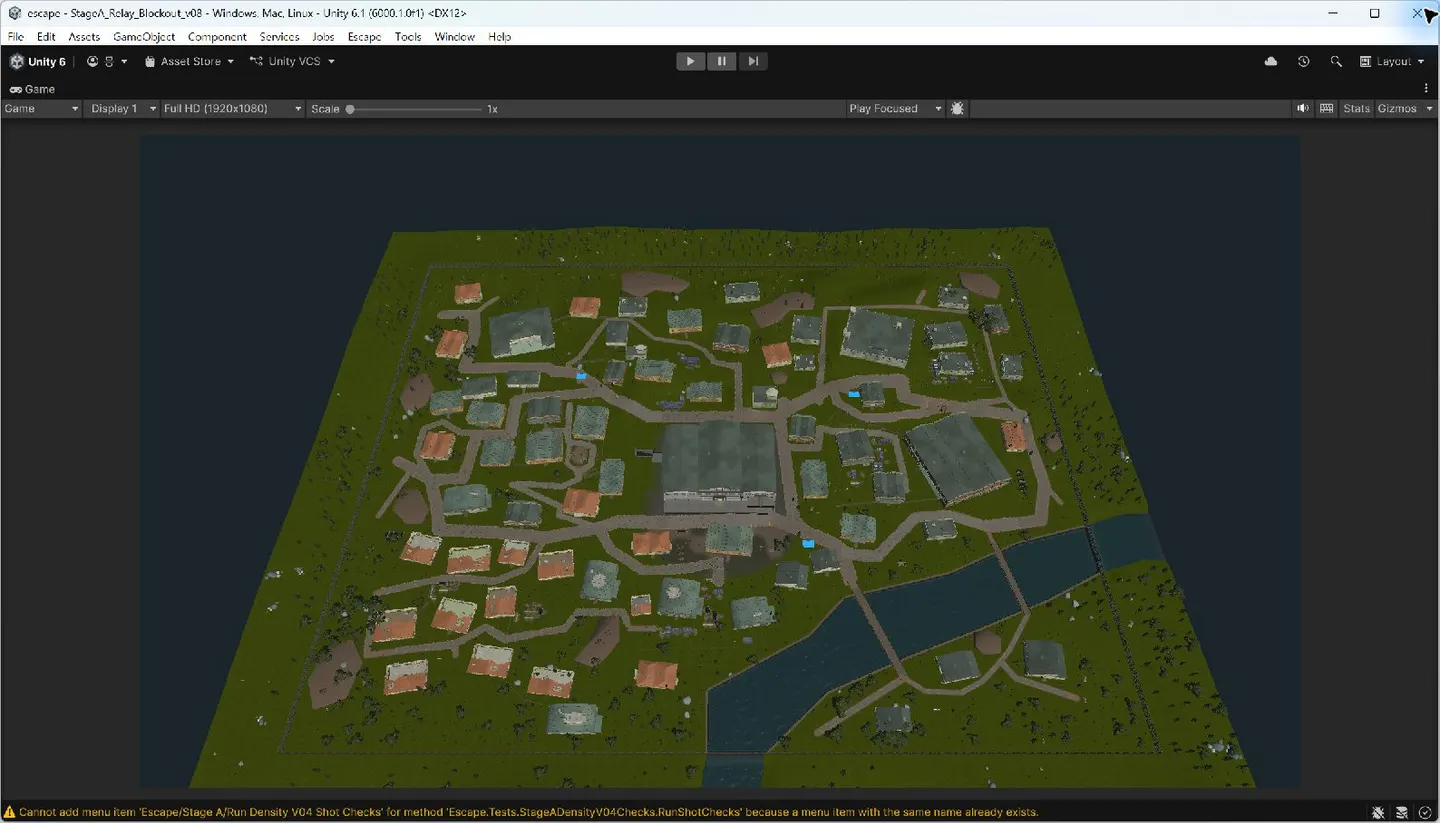 escape - StageA_Relay_Blockout_v08 - Windows, Mac, Linux - Unity 6.1 (6000.1.0f1) <DX12>
File Edit Assets GameObject Component Services Jobs Escape Tools Window Help
Unity 6 Asset Store Unity VCS Layout
Game
Game Display 1 Full HD (1920x1080) Scale 1x Play Focused Stats Gizmos
Cannot add menu item 'Escape/Stage A/Run Density V04 Shot Checks' for method 'Escape.Tests.StageADensityV04Checks.RunShotChecks' because a menu item with the same name already exists.